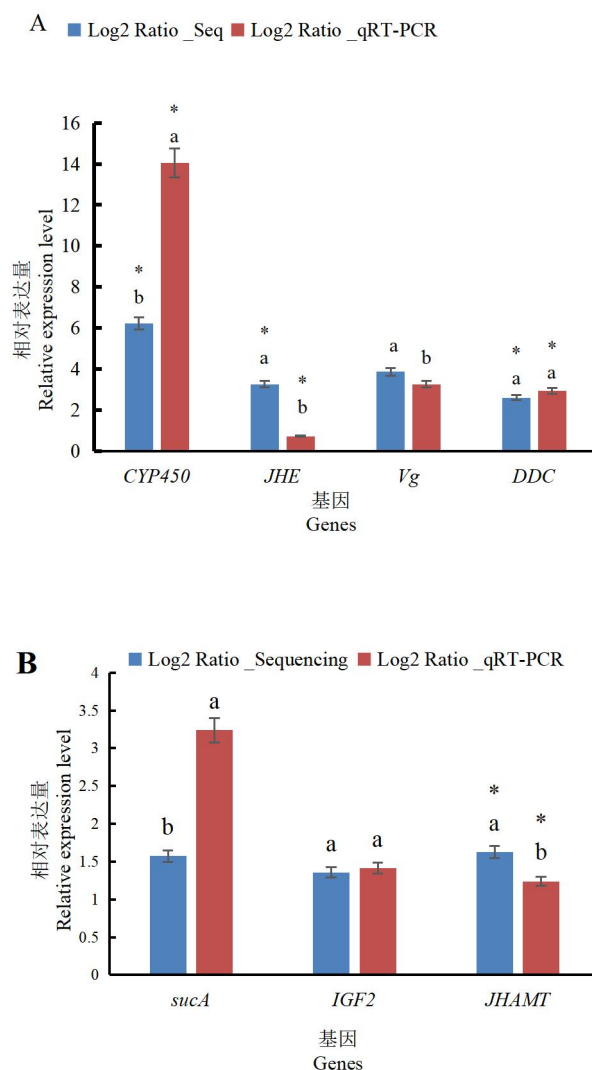 A
Log2 Ratio _Seq Log2 Ratio _qRT-PCR
相对表达量
Relative expression level
16
14
12
10
8
6
4
2
0
* * * * * *
b a a b a b a a
CYP450 JHE Vg DDC
基因
Genes
B
Log2 Ratio _Sequencing Log2 Ratio _qRT-PCR
相对表达量
Relative expression level
4
3.5
3
2.5
2
1.5
1
0.5
0
* *
b a a a a b
sucA IGF2 JHAMT
基因
Genes